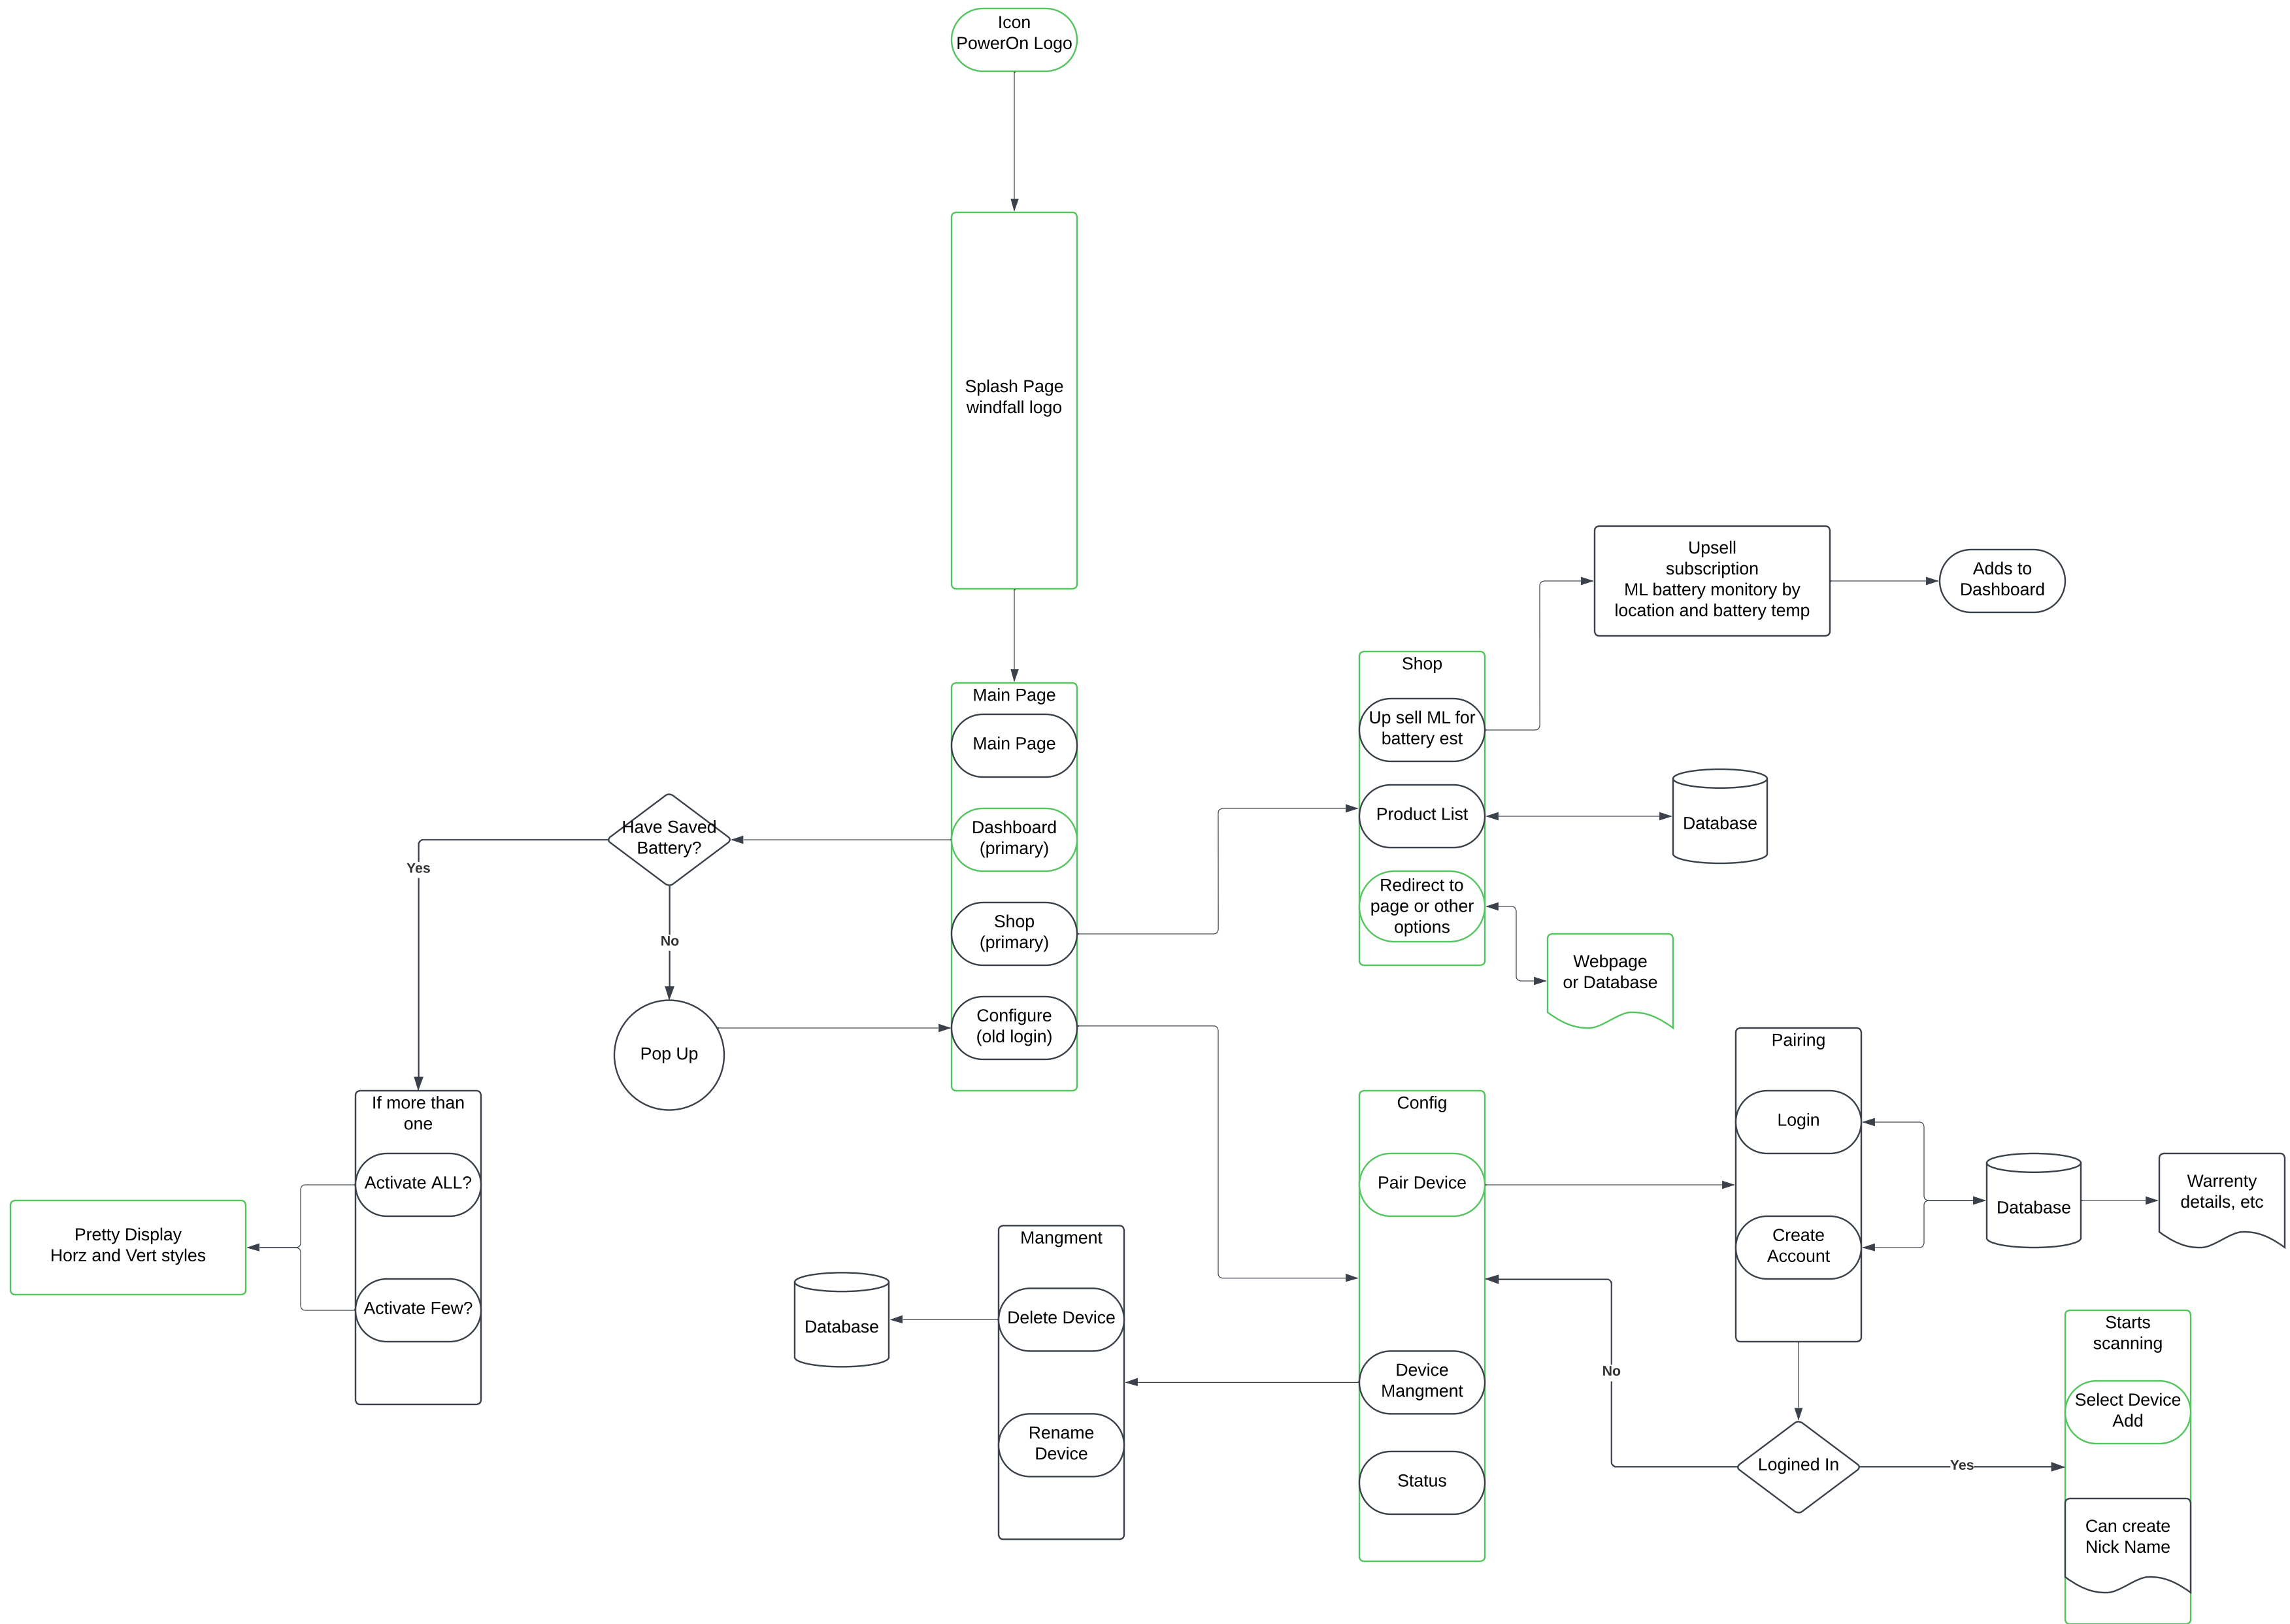 Icon
PowerOn Logo
Splash Page
windfall logo
Upsell
subscription
ML battery monitory by
location and battery temp
Adds to
Dashboard
Shop
Up sell ML for
battery est
Product List
Database
Redirect to
page or other
options
Webpage
or Database
Main Page
Main Page
Dashboard
(primary)
Shop
(primary)
Configure
(old login)
Have Saved
Battery?
Yes
No
Pop Up
If more than
one
Activate ALL?
Activate Few?
Pretty Display
Horz and Vert styles
Config
Pair Device
Device
Mangment
Status
Mangment
Delete Device
Rename
Device
Database
Pairing
Login
Create
Account
Database
Warrenty
details, etc
Logined In
No
Yes
Starts
scanning
Select Device
Add
Can create
Nick Name